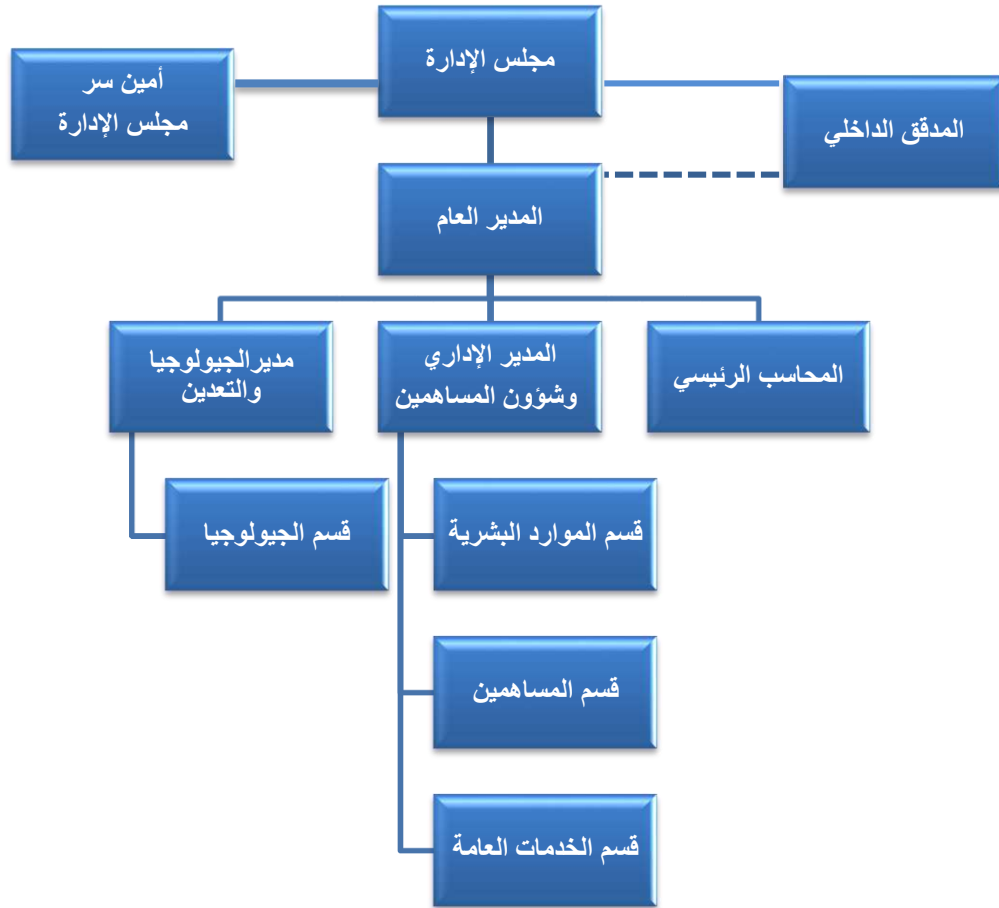 مجلس الإدارة
أمين سر
مجلس الإدارة
المدقق الداخلي
المدير العام
المحاسب الرئيسي
المدير الإداري
وشؤون المساهمين
مديرالجيولوجيا
والتعدين
قسم الموارد البشرية
قسم الجيولوجيا
قسم المساهمين
قسم الخدمات العامة